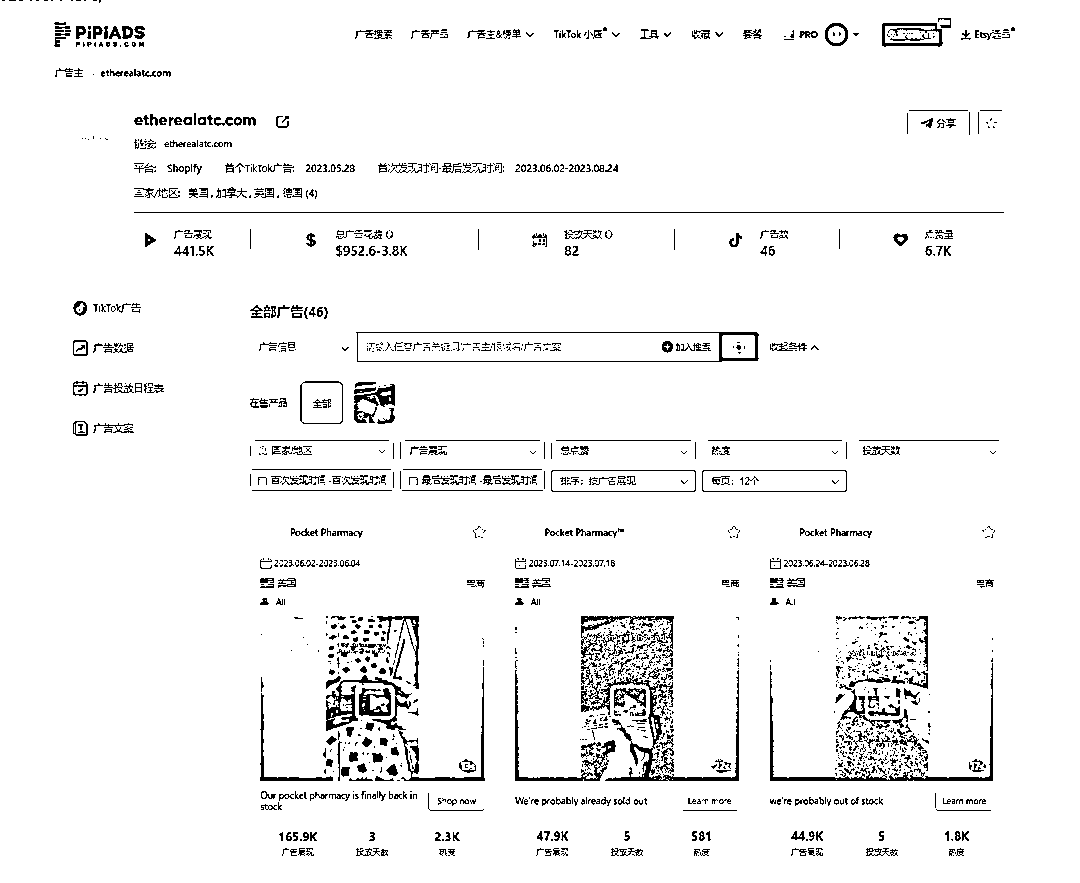 PiPiADS
PIPIADS.COM
广告搜索 广告产品 广告主&榜单 TikTok 小店 工具 收藏 套餐 PRO Etsy选品
广告主 etherealatc.com
etherealatc.com
分享
链接: etherealatc.com
平台: Shopify 首个TikTok广告: 2023.05.28 首次发现时间-最后发现时间: 2023.06.02-2023.08.24
国家/地区: 美国,加拿大,英国,德国 (4)
广告展现 总广告花费 投放天数 广告数 点赞量
441.5K $952.6-3.8K 82 46 6.7K
TikTok广告
广告数据
广告投放日程表
广告文案
全部广告(46)
广告信息 请输入任意广告关键词/广告主/域名/广告文案 加入搜索 收起条件
在售产品 全部
国家/地区 广告展现 总点赞 热度 投放天数
首次发现时间 -首次发现时间 最后发现时间 -最后发现时间 排序: 按广告展现 每页: 12个
Pocket Pharmacy Pocket Pharmacy™ Pocket Pharmacy
2023.06.02-2023.06.04 2023.07.14-2023.07.18 2023.06.24-2023.06.28
美国 电商 美国 电商 美国 电商
All All All
Our pocket pharmacy is finally back in stock Shop now We're probably already sold out Learn more we're probably out of stock Learn more
165.9K 3 2.3K 47.9K 5 581 44.9K 5 1.8K
广告展现 投放天数 热度 广告展现 投放天数 热度 广告展现 投放天数 热度